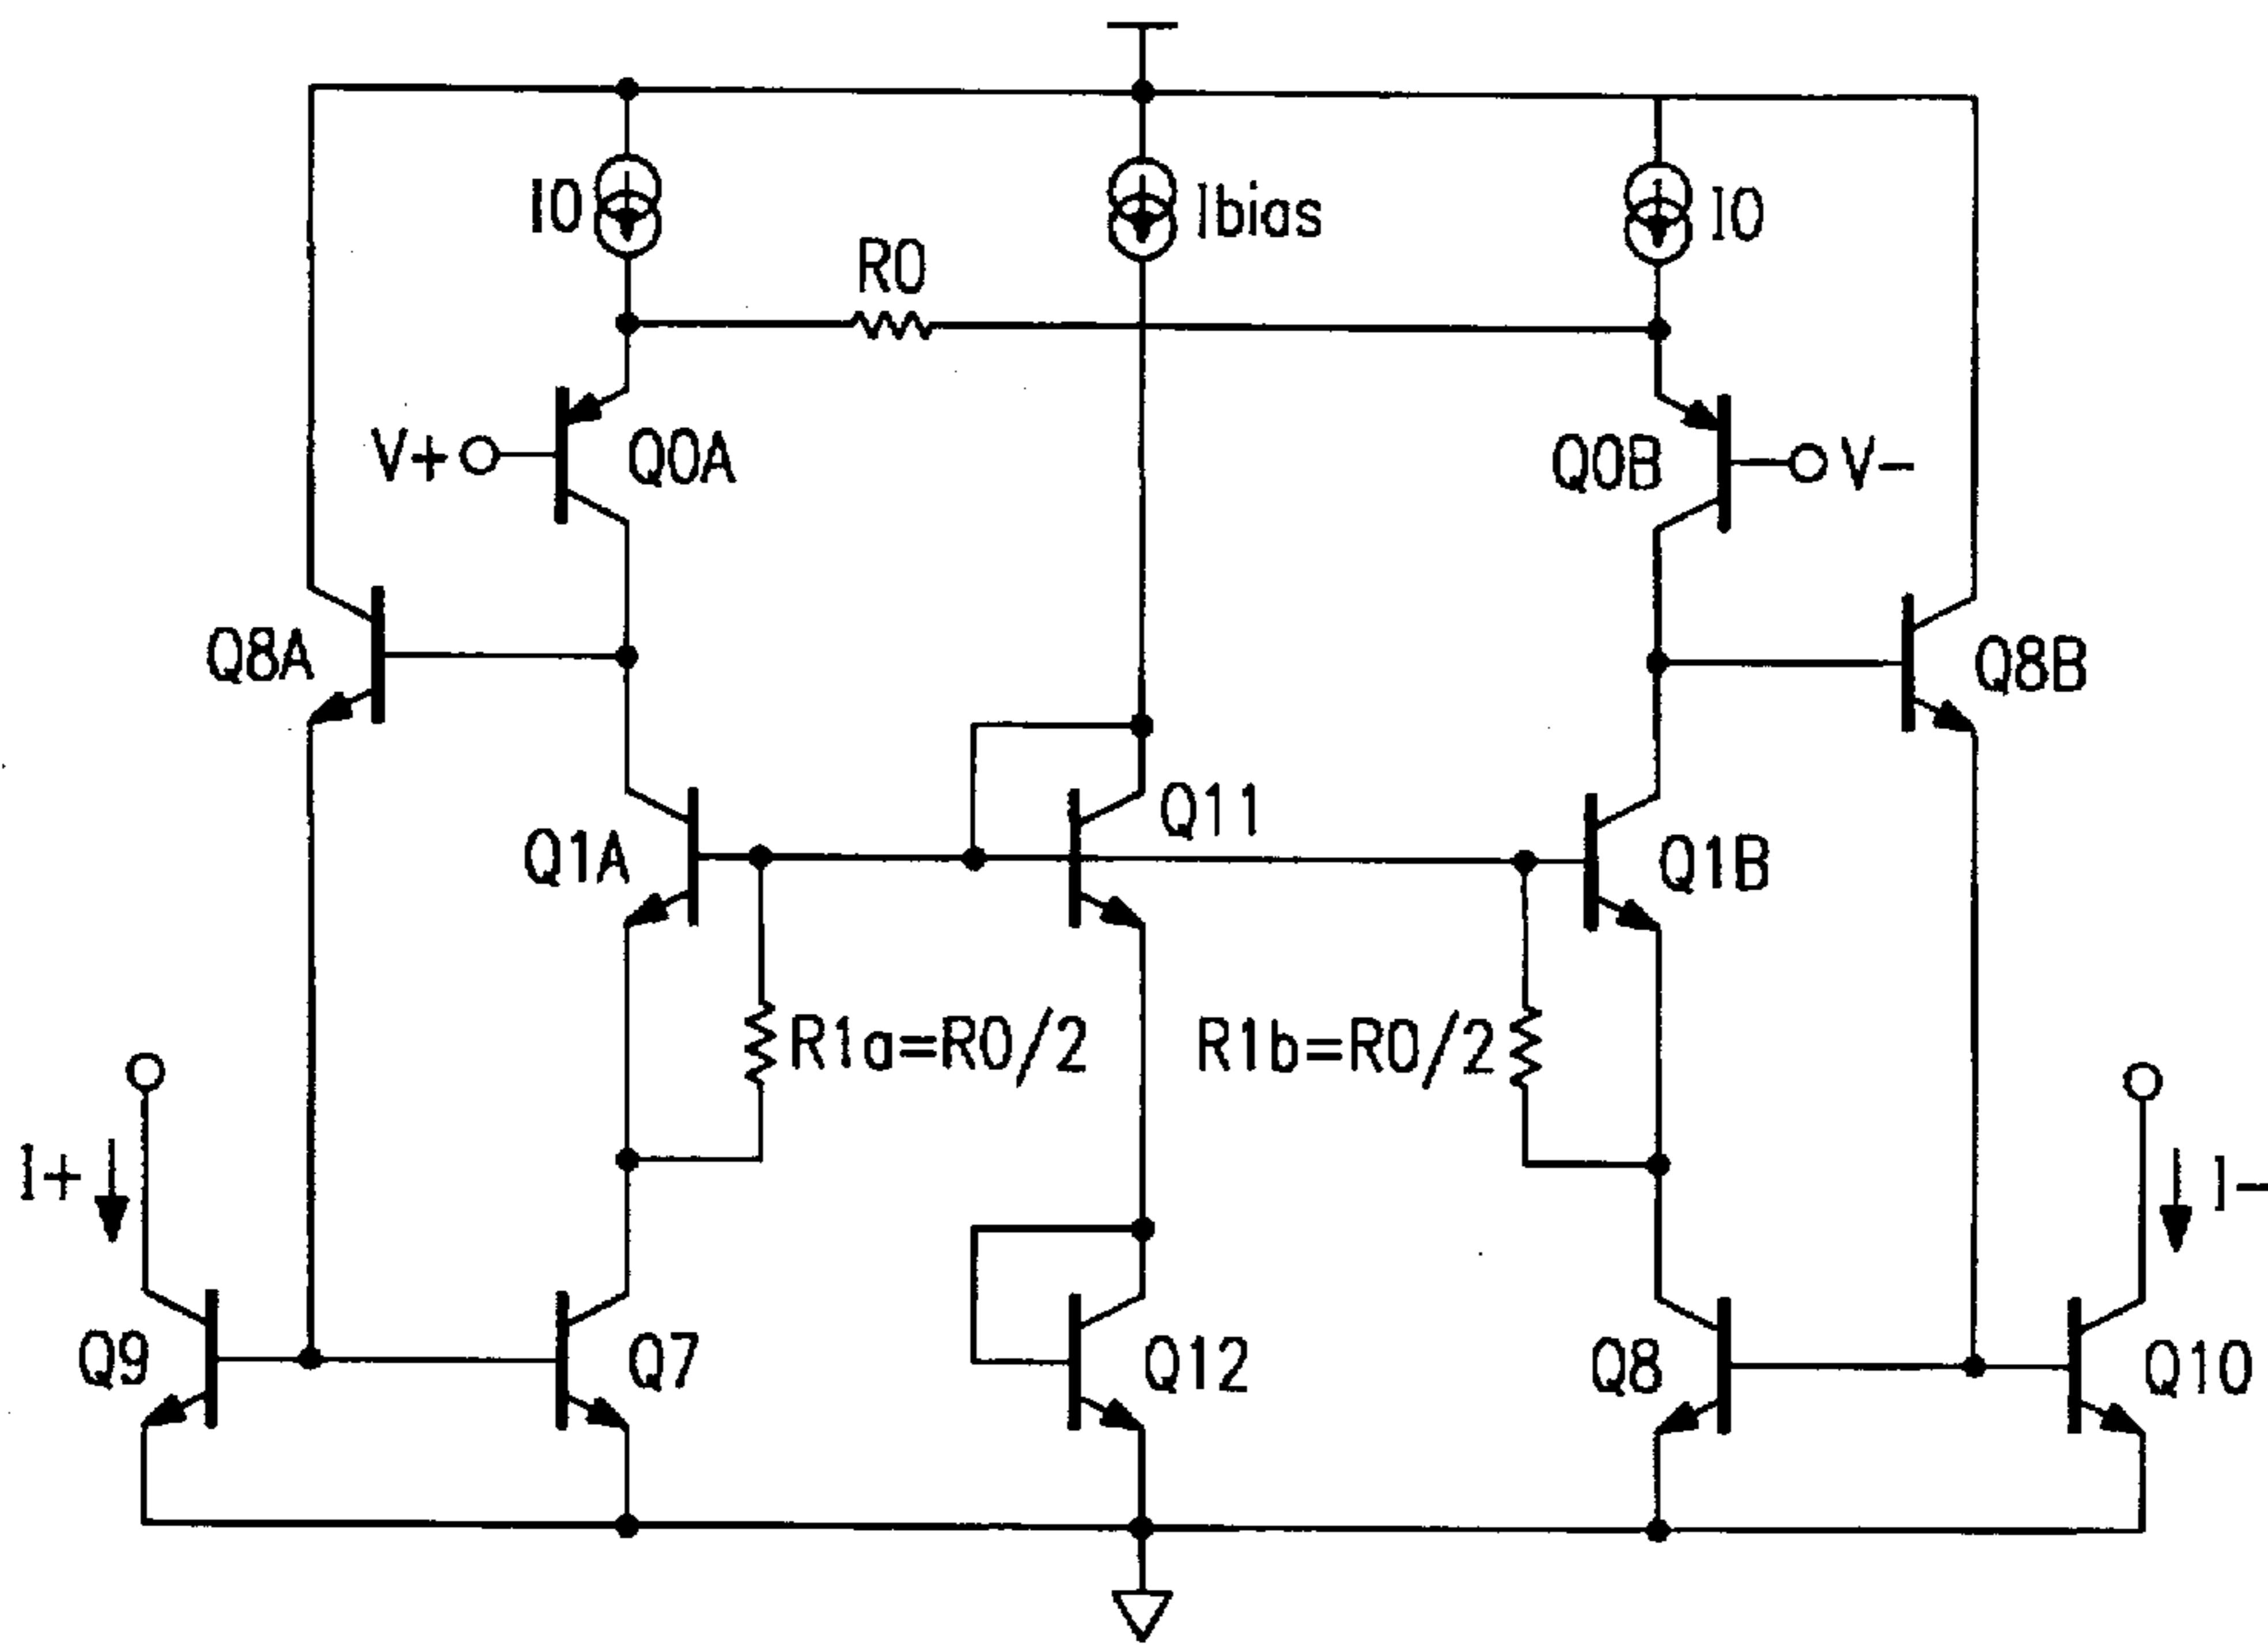 I0
Ibias
I0
R0
V+
Q0A
Q0B
V-
Q8A
Q8B
Q11
Q1A
Q1B
R1a=R0/2
R1b=R0/2
I+
I-
Q9
Q7
Q12
Q8
Q10